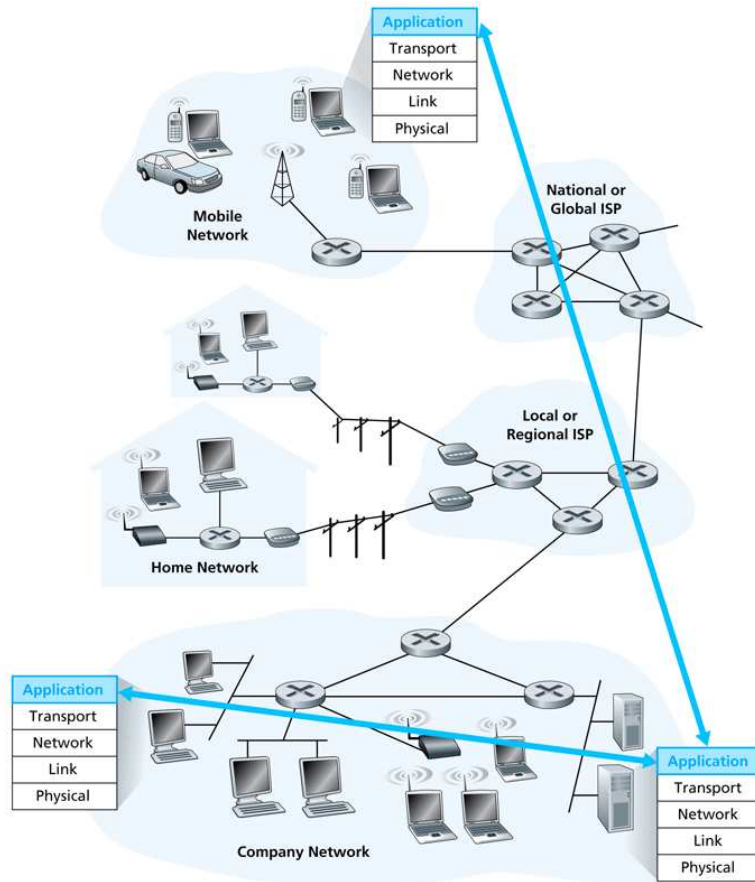 Application
Transport
Network
Link
Physical
National or
Global ISP
Mobile
Network
Local or
Regional ISP
Home Network
Application
Transport
Network
Link
Physical
Application
Transport
Network
Link
Physical
Company Network